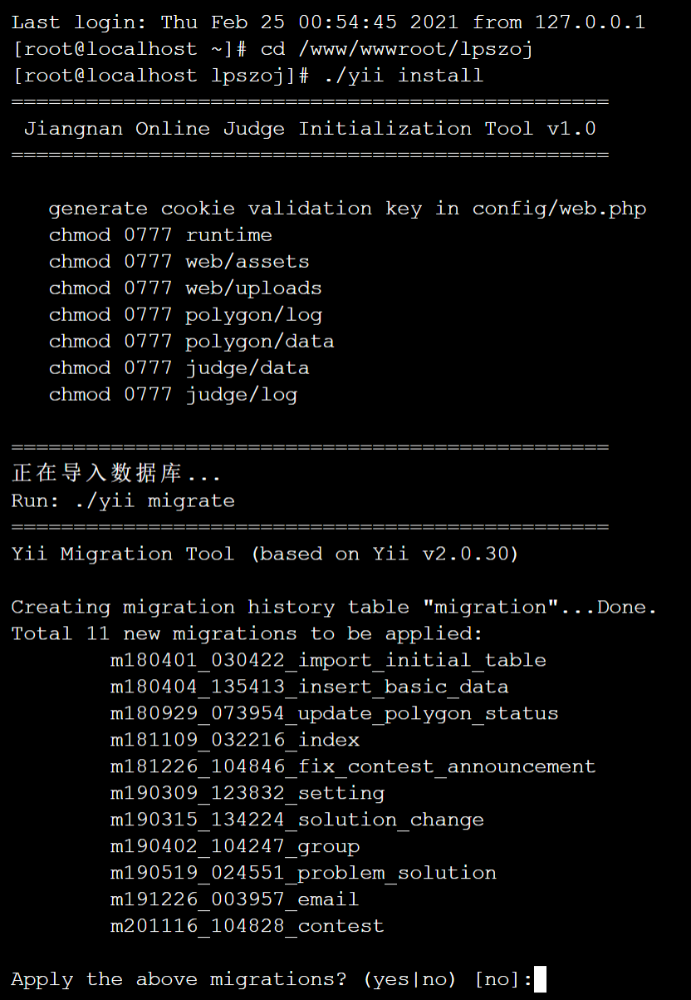 Last login: Thu Feb 25 00:54:45 2021 from 127.0.0.1
[root@localhost ~]# cd /www/wwwroot/lpszoj
[root@localhost lpszoj]# ./yii install
================================================
 Jiangnan Online Judge Initialization Tool v1.0
================================================
   generate cookie validation key in config/web.php
   chmod 0777 runtime
   chmod 0777 web/assets
   chmod 0777 web/uploads
   chmod 0777 polygon/log
   chmod 0777 polygon/data
   chmod 0777 judge/data
   chmod 0777 judge/log
================================================
正在导入数据库...
Run: ./yii migrate
================================================
Yii Migration Tool (based on Yii v2.0.30)
Creating migration history table "migration"...Done.
Total 11 new migrations to be applied:
        m180401_030422_import_initial_table
        m180404_135413_insert_basic_data
        m180929_073954_update_polygon_status
        m181109_032216_index
        m181226_104846_fix_contest_announcement
        m190309_123832_setting
        m190315_134224_solution_change
        m190402_104247_group
        m190519_024551_problem_solution
        m191226_003957_email
        m201116_104828_contest
Apply the above migrations? (yes|no) [no]: